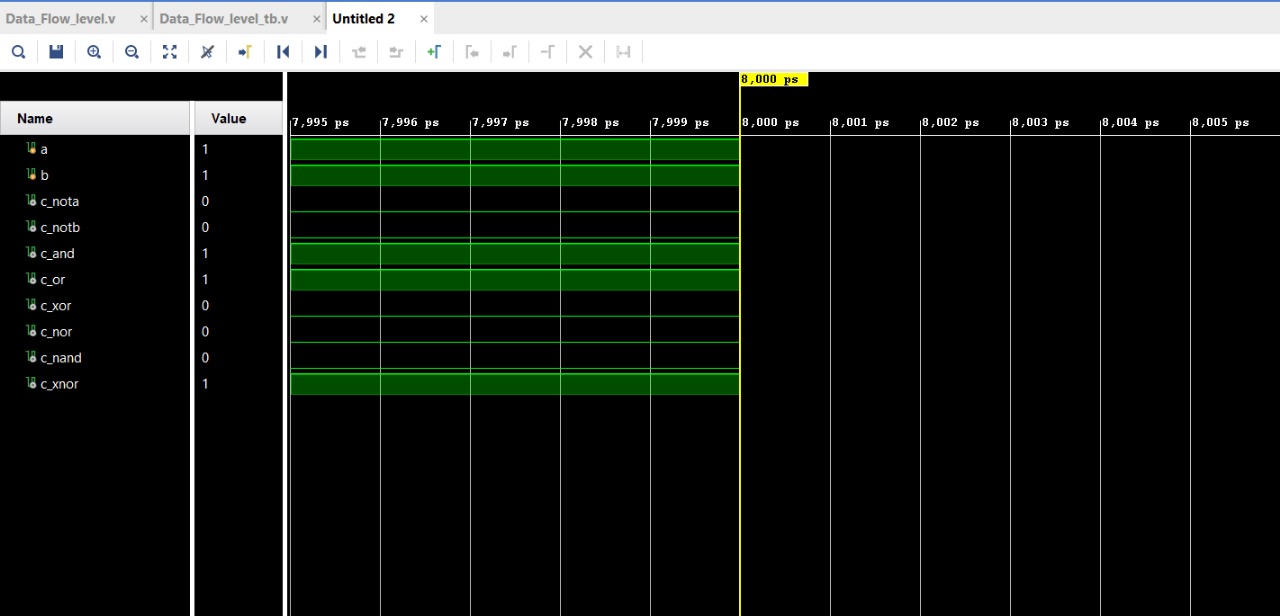 Data_Flow_level.v × Data_Flow_level_tb.v × Untitled 2 ×
8,000 ps
Name Value
7,995 ps 7,996 ps 7,997 ps 7,998 ps 7,999 ps 8,000 ps 8,001 ps 8,002 ps 8,003 ps 8,004 ps 8,005 ps
a 1
b 1
c_nota 0
c_notb 0
c_and 1
c_or 1
c_xor 0
c_nor 0
c_nand 0
c_xnor 1